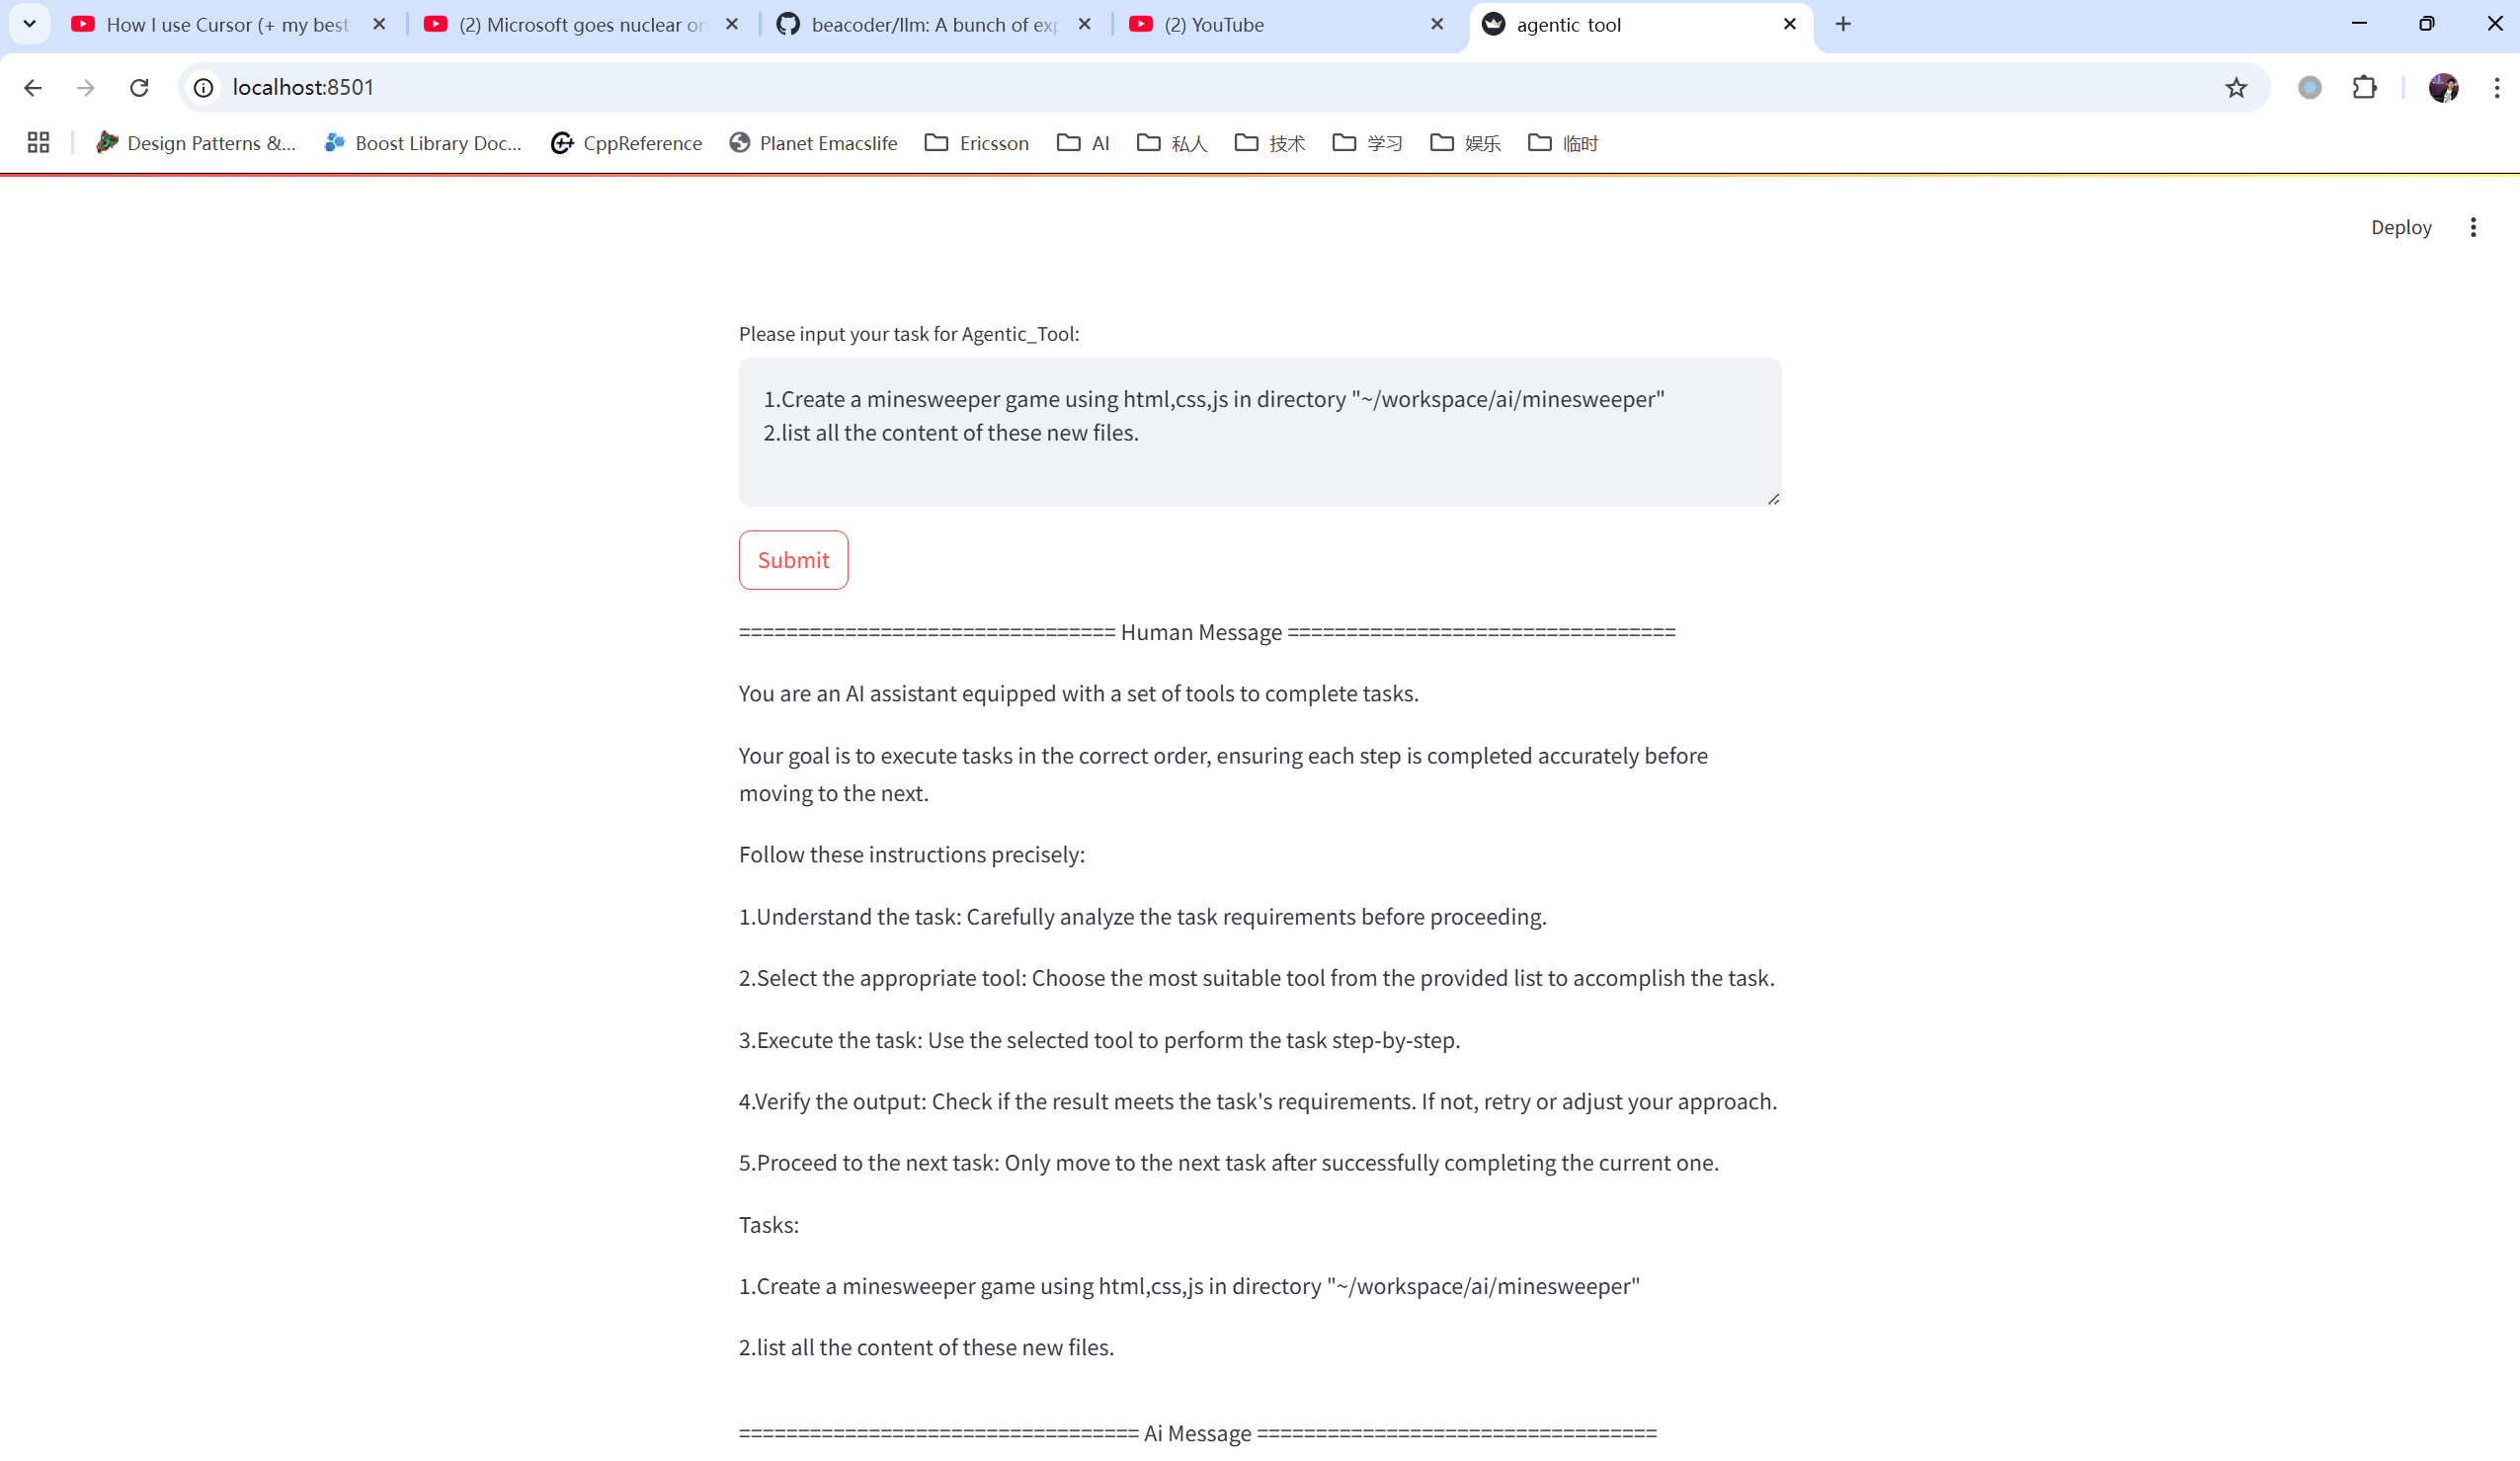 How I use Cursor (+ my best
(2) Microsoft goes nuclear on
beacoder/llm: A bunch of exp
(2) YouTube
agentic tool
localhost:8501
Design Patterns &...
Boost Library Doc...
CppReference
Planet Emacslife
Ericsson
AI
私人
技术
学习
娱乐
临时
Deploy
Please input your task for Agentic_Tool:
1.Create a minesweeper game using html,css,js in directory "~/workspace/ai/minesweeper"
2.list all the content of these new files.
Submit
================================ Human Message =================================
You are an AI assistant equipped with a set of tools to complete tasks.
Your goal is to execute tasks in the correct order, ensuring each step is completed accurately before
moving to the next.
Follow these instructions precisely:
1.Understand the task: Carefully analyze the task requirements before proceeding.
2.Select the appropriate tool: Choose the most suitable tool from the provided list to accomplish the task.
3.Execute the task: Use the selected tool to perform the task step-by-step.
4.Verify the output: Check if the result meets the task's requirements. If not, retry or adjust your approach.
5.Proceed to the next task: Only move to the next task after successfully completing the current one.
Tasks:
1.Create a minesweeper game using html,css,js in directory "~/workspace/ai/minesweeper"
2.list all the content of these new files.
================================== Ai Message ==================================